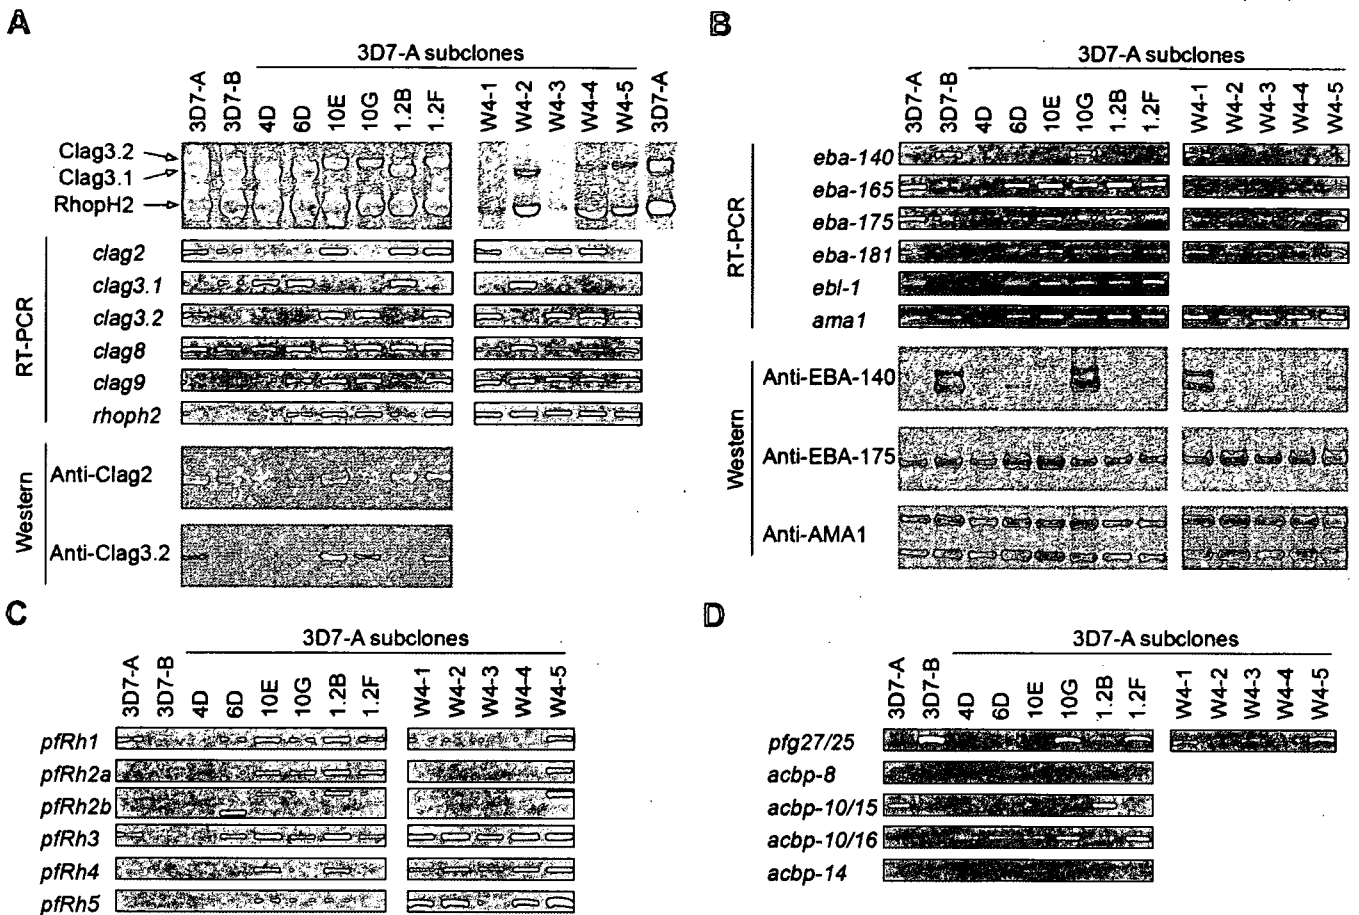 A
3D7-A subclones
3D7-A 3D7-B 4D 6D 10E 10G 1.2B 1.2F W4-1 W4-2 W4-3 W4-4 W4-5 3D7-A
Clag3.2
Clag3.1
RhopH2
RT-PCR
clag2
clag3.1
clag3.2
clag8
clag9
rhoph2
Western
Anti-Clag2
Anti-Clag3.2
B
3D7-A subclones
3D7-A 3D7-B 4D 6D 10E 10G 1.2B 1.2F W4-1 W4-2 W4-3 W4-4 W4-5
RT-PCR
eba-140
eba-165
eba-175
eba-181
ebl-1
ama1
Western
Anti-EBA-140
Anti-EBA-175
Anti-AMA1
C
3D7-A subclones
3D7-A 3D7-B 4D 6D 10E 10G 1.2B 1.2F W4-1 W4-2 W4-3 W4-4 W4-5
pfRh1
pfRh2a
pfRh2b
pfRh3
pfRh4
pfRh5
D
3D7-A subclones
3D7-A 3D7-B 4D 6D 10E 10G 1.2B 1.2F W4-1 W4-2 W4-3 W4-4 W4-5
pfg27/25
acbp-8
acbp-10/15
acbp-10/16
acbp-14